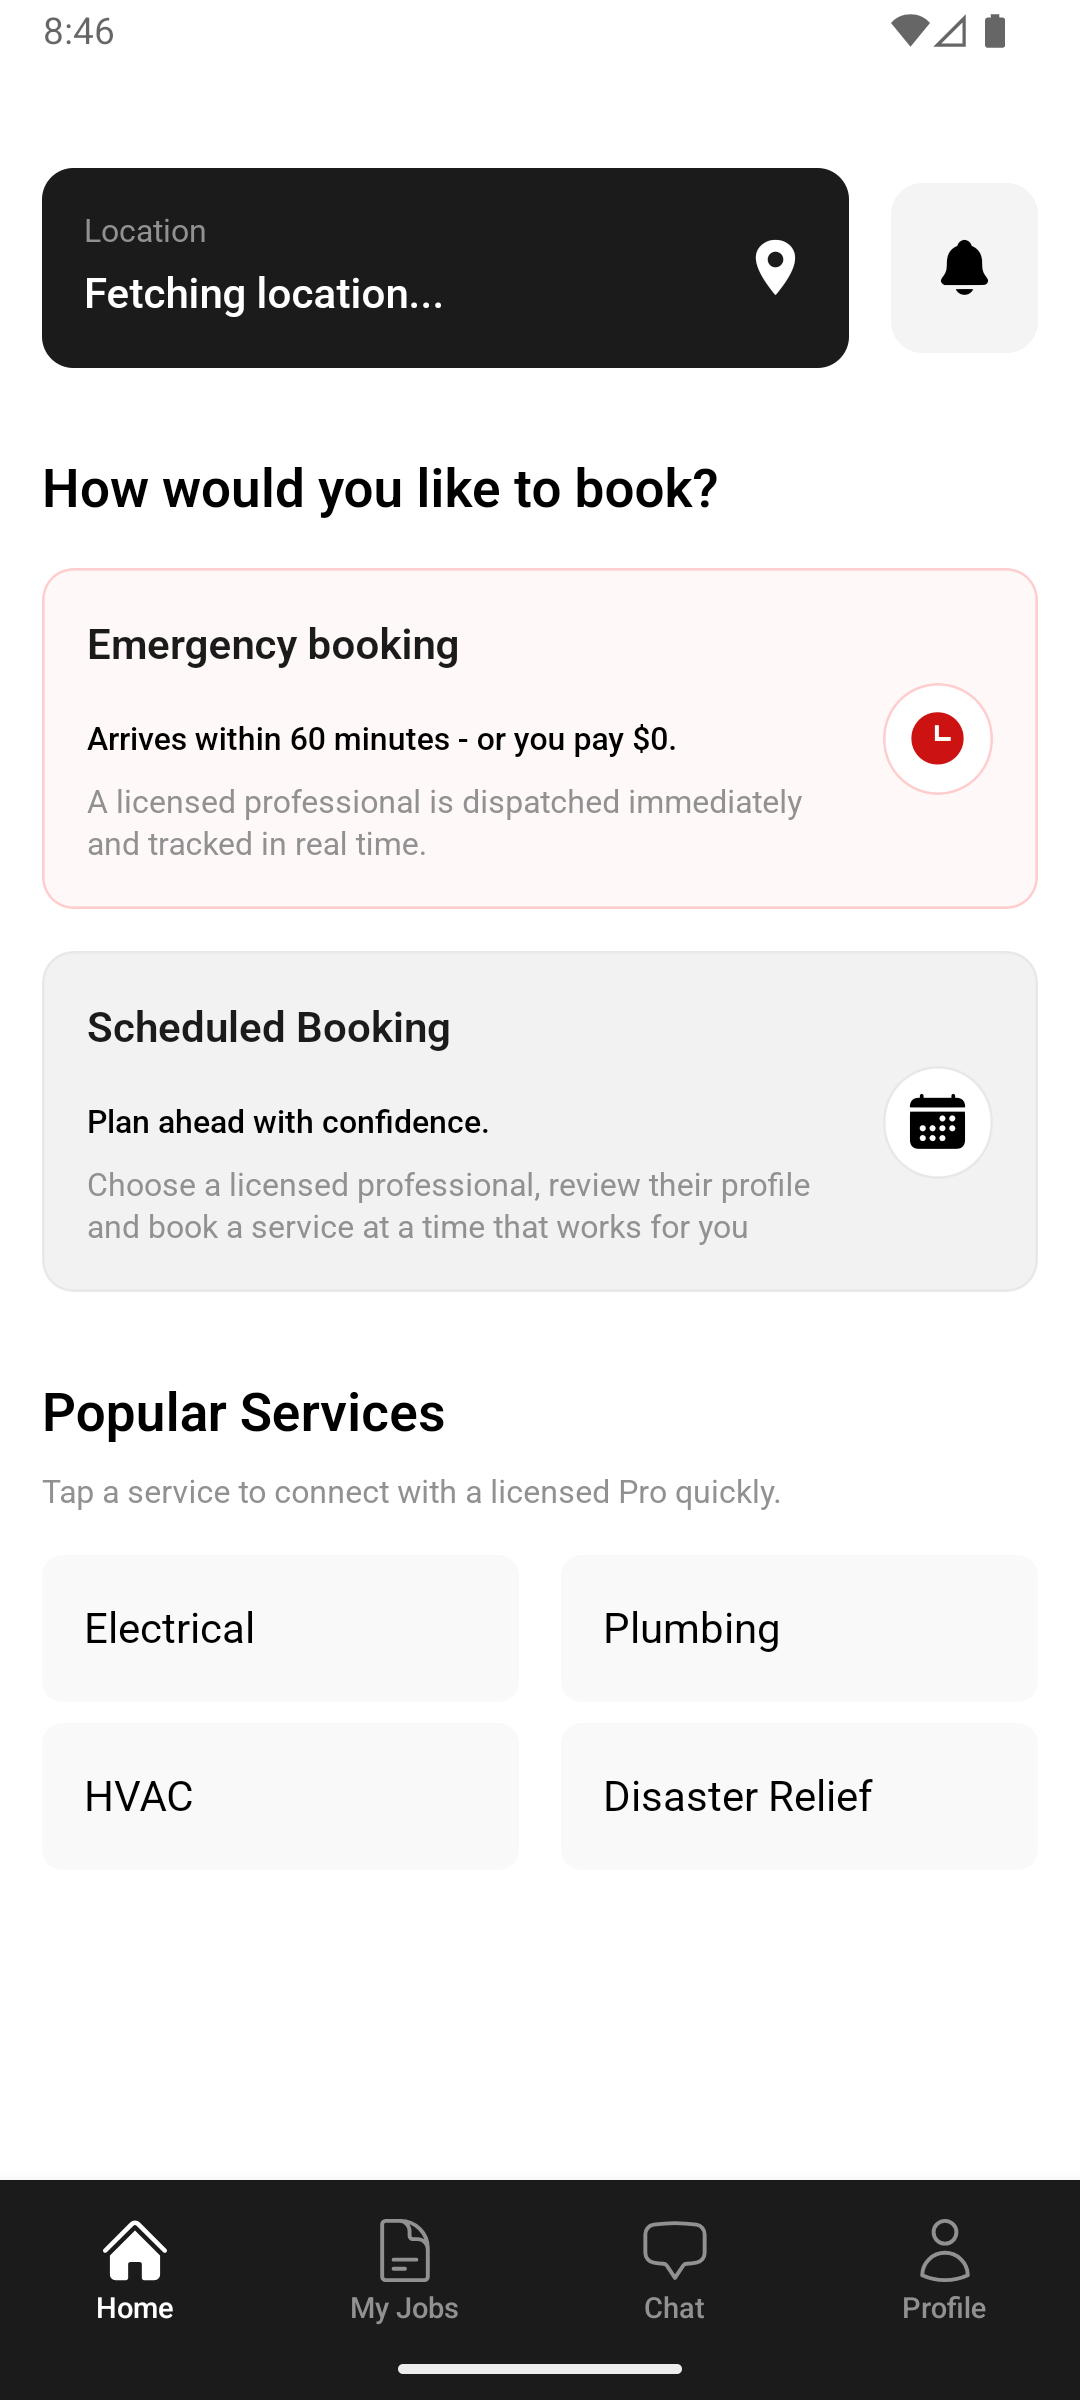 8:46
Location
Fetching location...
How would you like to book?
Emergency booking
Arrives within 60 minutes - or you pay $0.
A licensed professional is dispatched immediately
and tracked in real time.
Scheduled Booking
Plan ahead with confidence.
Choose a licensed professional, review their profile
and book a service at a time that works for you
Popular Services
Tap a service to connect with a licensed Pro quickly.
Electrical
Plumbing
HVAC
Disaster Relief
Home
My Jobs
Chat
Profile